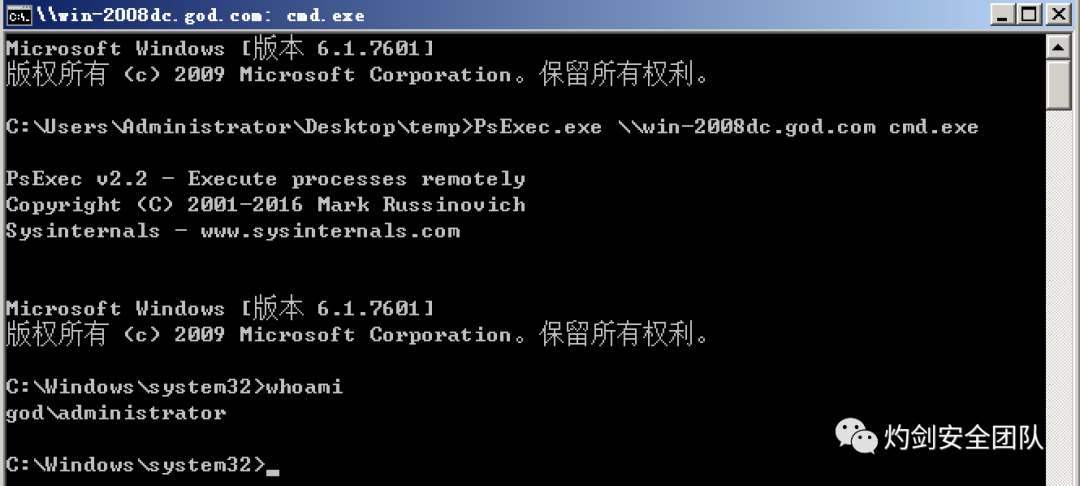 \\win-2008dc.god.com: cmd.exe
Microsoft Windows [版本 6.1.7601]
版权所有 (c) 2009 Microsoft Corporation。保留所有权利。
C:\Users\Administrator\Desktop\temp>PsExec.exe \\win-2008dc.god.com cmd.exe
PsExec v2.2 - Execute processes remotely
Copyright (C) 2001-2016 Mark Russinovich
Sysinternals - www.sysinternals.com
Microsoft Windows [版本 6.1.7601]
版权所有 (c) 2009 Microsoft Corporation。保留所有权利。
C:\Windows\system32>whoami
god\administrator
C:\Windows\system32>_
灼剑安全团队